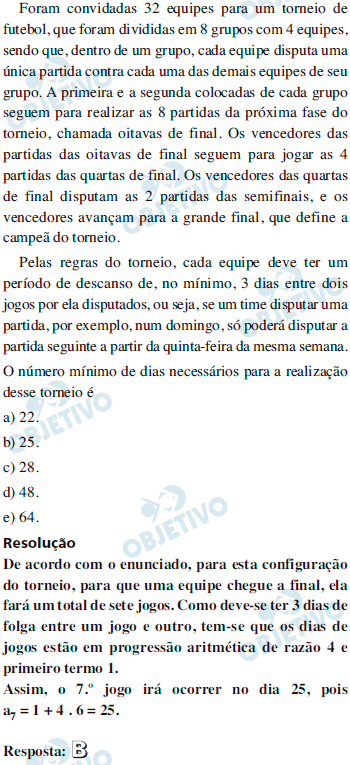 Foram convidadas 32 equipes para um torneio de
futebol, que foram divididas em 8 grupos com 4 equipes,
sendo que, dentro de um grupo, cada equipe disputa uma
única partida contra cada uma das demais equipes de seu
grupo. A primeira e a segunda colocadas de cada grupo
seguem para realizar as 8 partidas da próxima fase do
torneio, chamada oitavas de final. Os vencedores das
partidas das oitavas de final seguem para jogar as 4
partidas das quartas de final. Os vencedores das quartas
de final disputam as 2 partidas das semifinais, e os
vencedores avançam para a grande final, que define a
campeã do torneio.
Pelas regras do torneio, cada equipe deve ter um
período de descanso de, no mínimo, 3 dias entre dois
jogos por ela disputados, ou seja, se um time disputar uma
partida, por exemplo, num domingo, só poderá disputar a
partida seguinte a partir da quinta-feira da mesma semana.
O número mínimo de dias necessários para a realização
desse torneio é
a) 22.
b) 25.
c) 28.
d) 48.
e) 64.
Resolução
De acordo com o enunciado, para esta configuração
do torneio, para que uma equipe chegue a final, ela
fará um total de sete jogos. Como deve-se ter 3 dias de
folga entre um jogo e outro, tem-se que os dias de
jogos estão em progressão aritmética de razão 4 e
primeiro termo 1.
Assim, o 7.º jogo irá ocorrer no dia 25, pois
a7 = 1 + 4 . 6 = 25.
Resposta: B
OBJETIVO
OBJETIVO
OBJETIVO
OBJETIVO
OBJETIVO
OBJETIVO